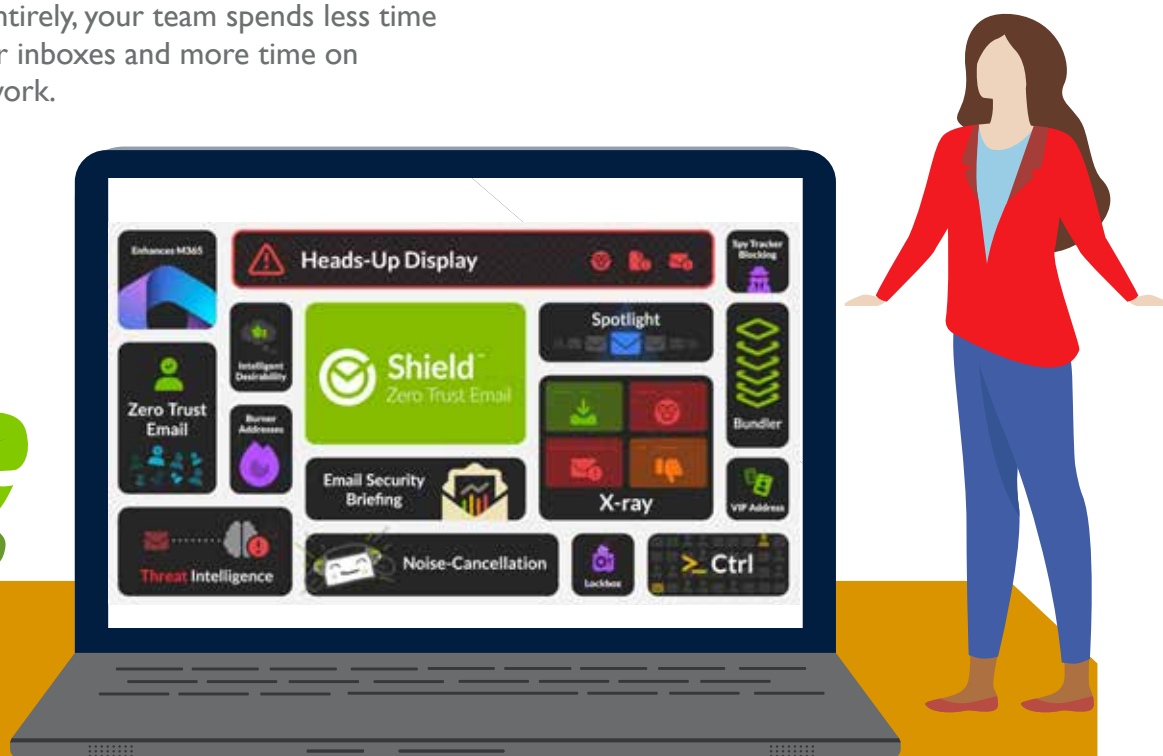 ntirely, your team spends less time
r inboxes and more time on
work.
Enhances M365
Heads-Up Display
Spy Tracker
Blocking
Intelligent
Desirability
Shield
Zero Trust Email
Spotlight
Zero Trust
Email
Burner
Addresses
Bundler
Email Security
Briefing
X-ray
VIP Address
Threat Intelligence
Noise-Cancellation
Lockbox
>_ Ctrl